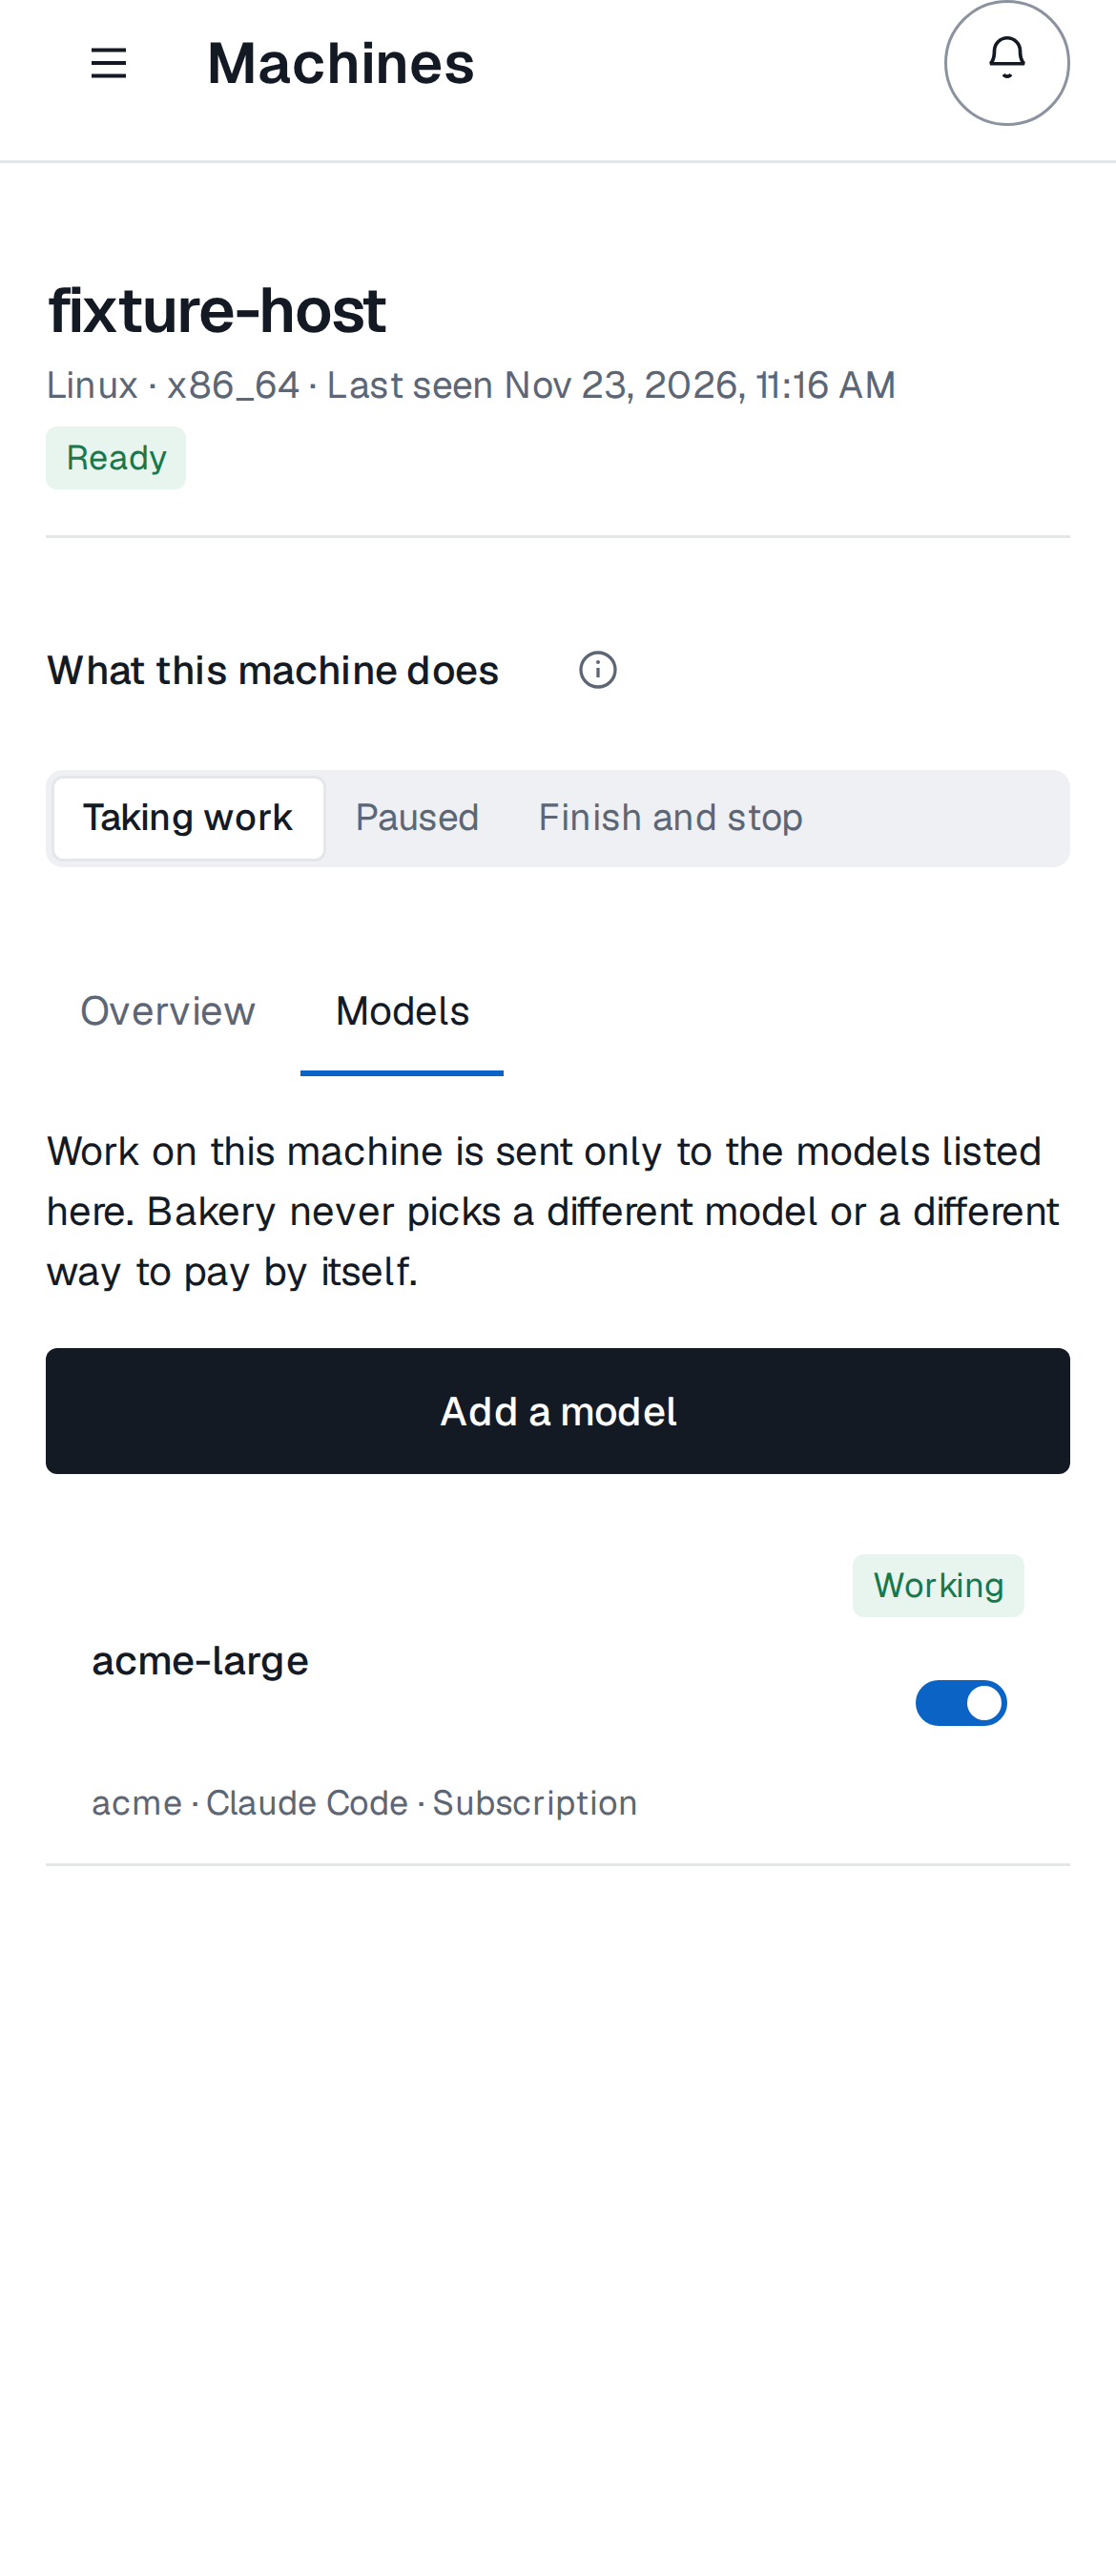 Machines
fixture-host
Linux · x86_64 · Last seen Nov 23, 2026, 11:16 AM
Ready
What this machine does
Taking work Paused Finish and stop
Overview Models
Work on this machine is sent only to the models listed
here. Bakery never picks a different model or a different
way to pay by itself.
Add a model
Working
acme-large
acme · Claude Code · Subscription